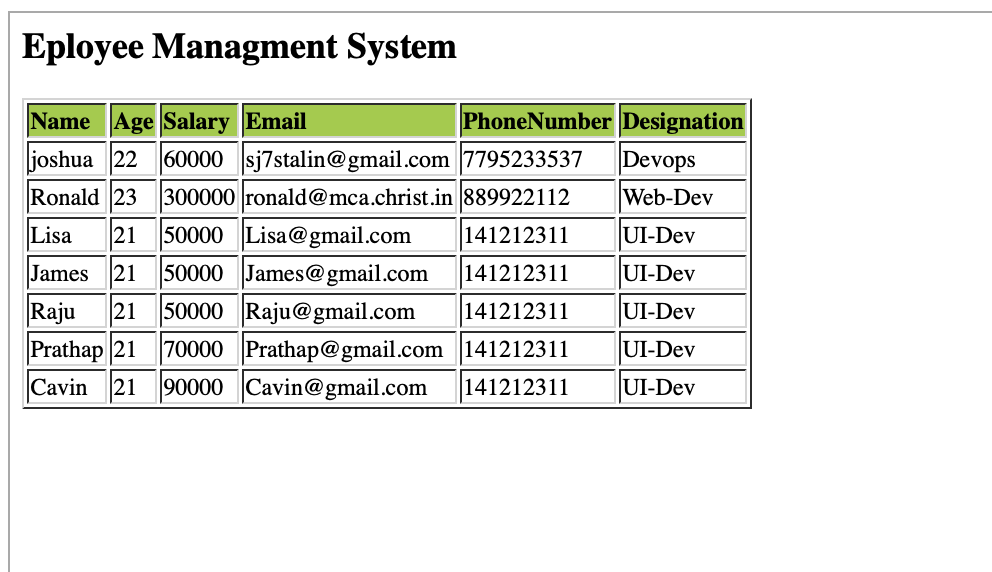 Eployee Managment System
Name Age Salary Email PhoneNumber Designation
joshua 22 60000 sj7stalin@gmail.com 7795233537 Devops
Ronald 23 300000 ronald@mca.christ.in 889922112 Web-Dev
Lisa 21 50000 Lisa@gmail.com 141212311 UI-Dev
James 21 50000 James@gmail.com 141212311 UI-Dev
Raju 21 50000 Raju@gmail.com 141212311 UI-Dev
Prathap 21 70000 Prathap@gmail.com 141212311 UI-Dev
Cavin 21 90000 Cavin@gmail.com 141212311 UI-Dev